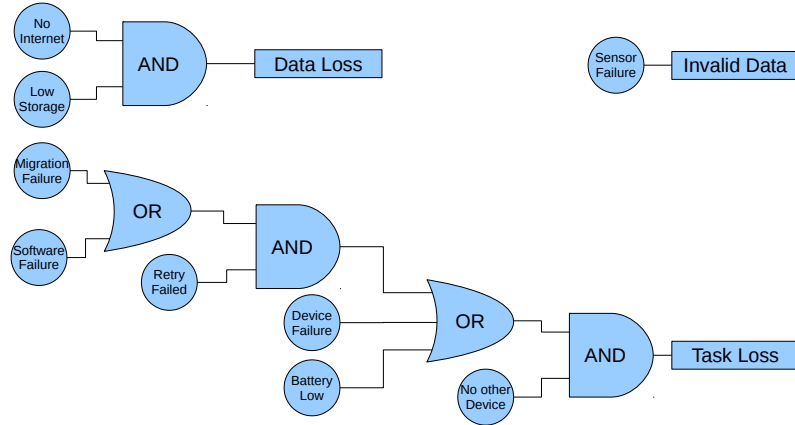 No
Internet
AND
Data Loss
Low
Storage
Sensor
Failure
Invalid Data
Migration
Failure
OR
Software
Failure
AND
Retry
Failed
Device
Failure
OR
Battery
Low
AND
Task Loss
No other
Device